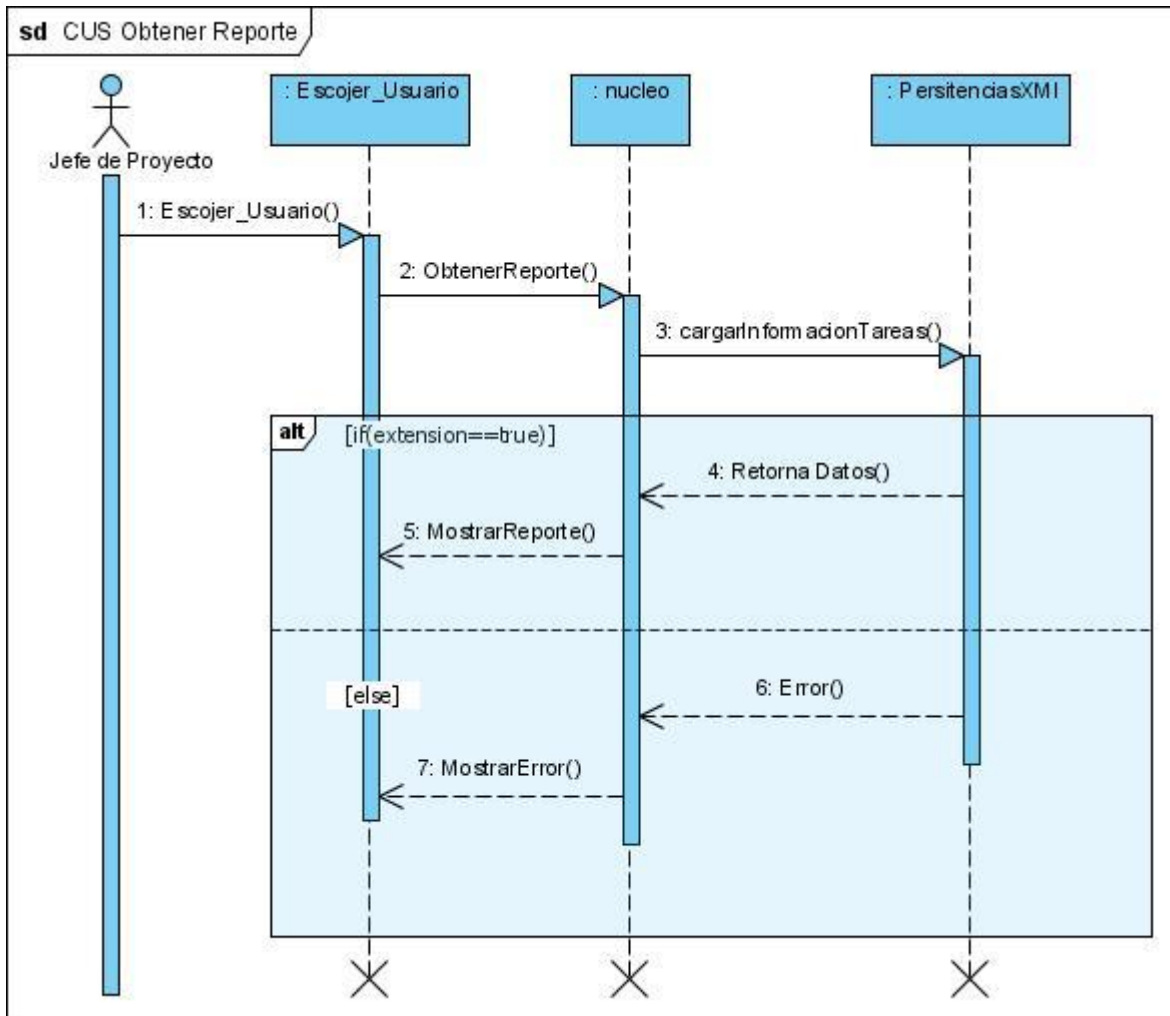 sd CUS Obtener Reporte
Jefe de Proyecto
: Escojer_Usuario
: nucleo
: PersitenciasXMl
1: Escojer_Usuario()
2: ObtenerReporte()
3: cargarInformacionTareas()
alt [if(extension==true)]
4: Retorna Datos()
5: MostrarReporte()
[else]
6: Error()
7: MostrarError()